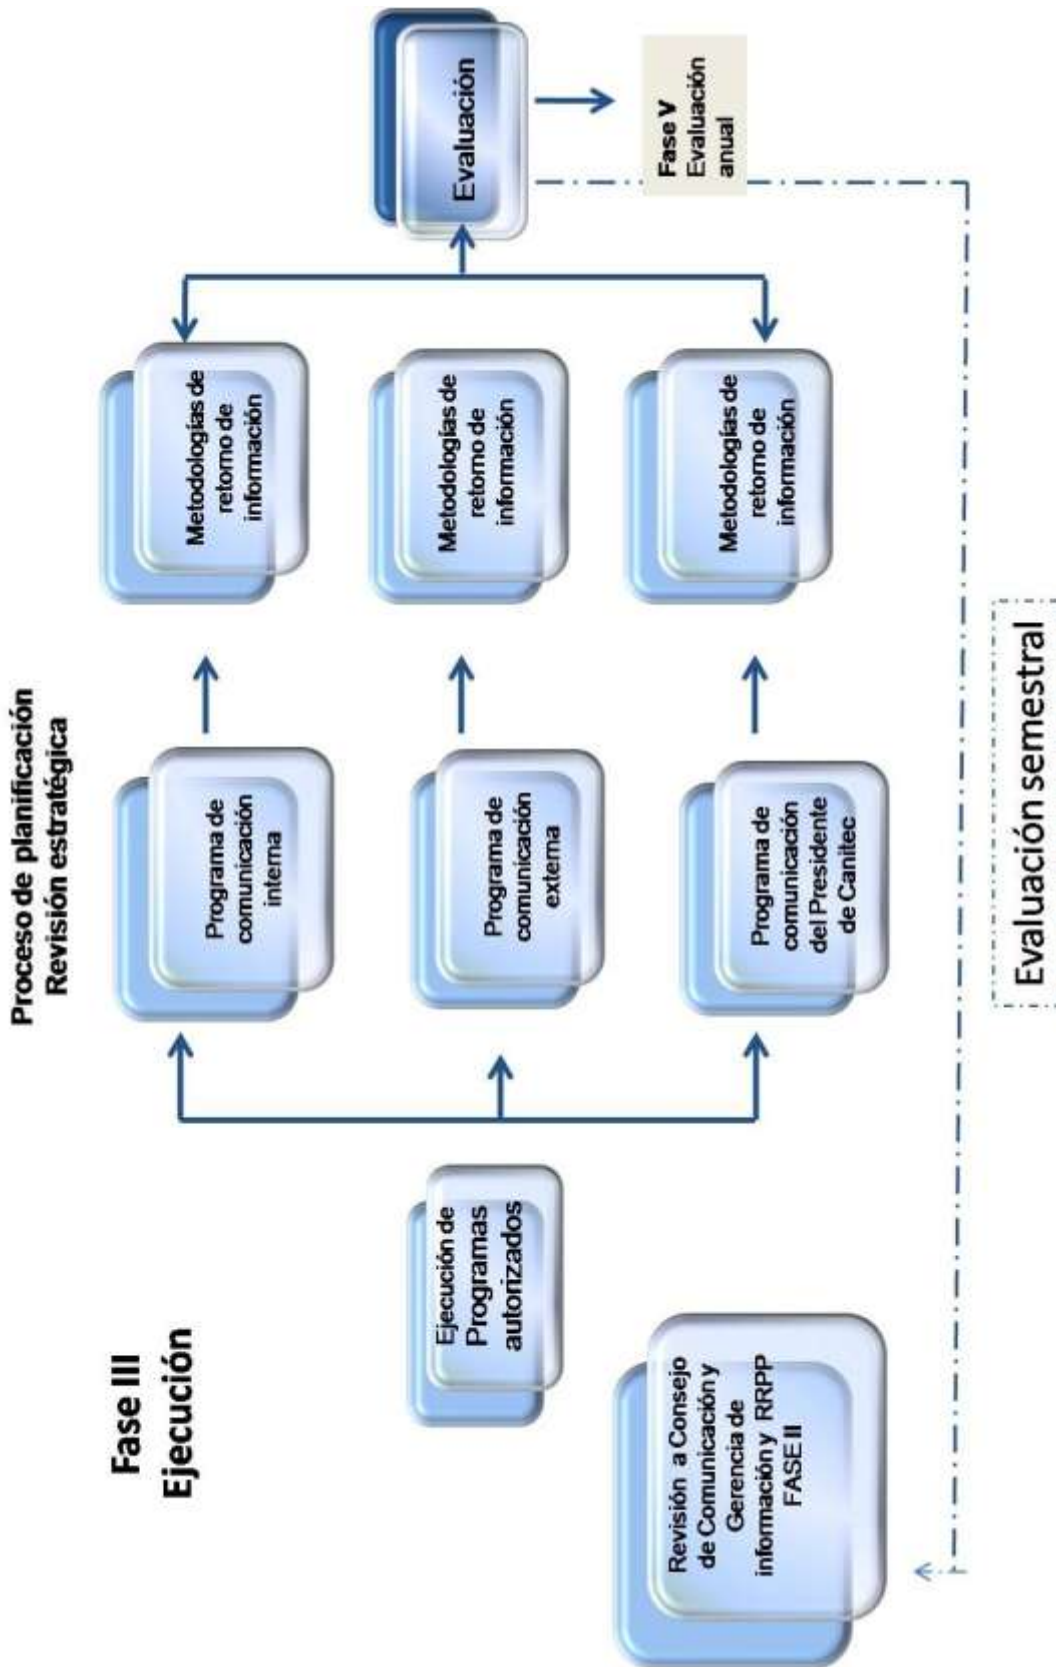 Proceso de planificación
Revisión estratégica
Fase III
Ejecución
Ejecución de
Programas
autorizados
Revisión a Consejo
de Comunicación y
Gerencia de
información y RRPP
FASE II
Programa de
comunicación
interna
Programa de
comunicación
externa
Programa de
comunicación
del Presidente
de Canitec
Metodologías de
retorno de
información
Metodologías de
retorno de
información
Metodologías de
retorno de
información
Evaluación
Fase V
Evaluación
anual
Evaluación semestral